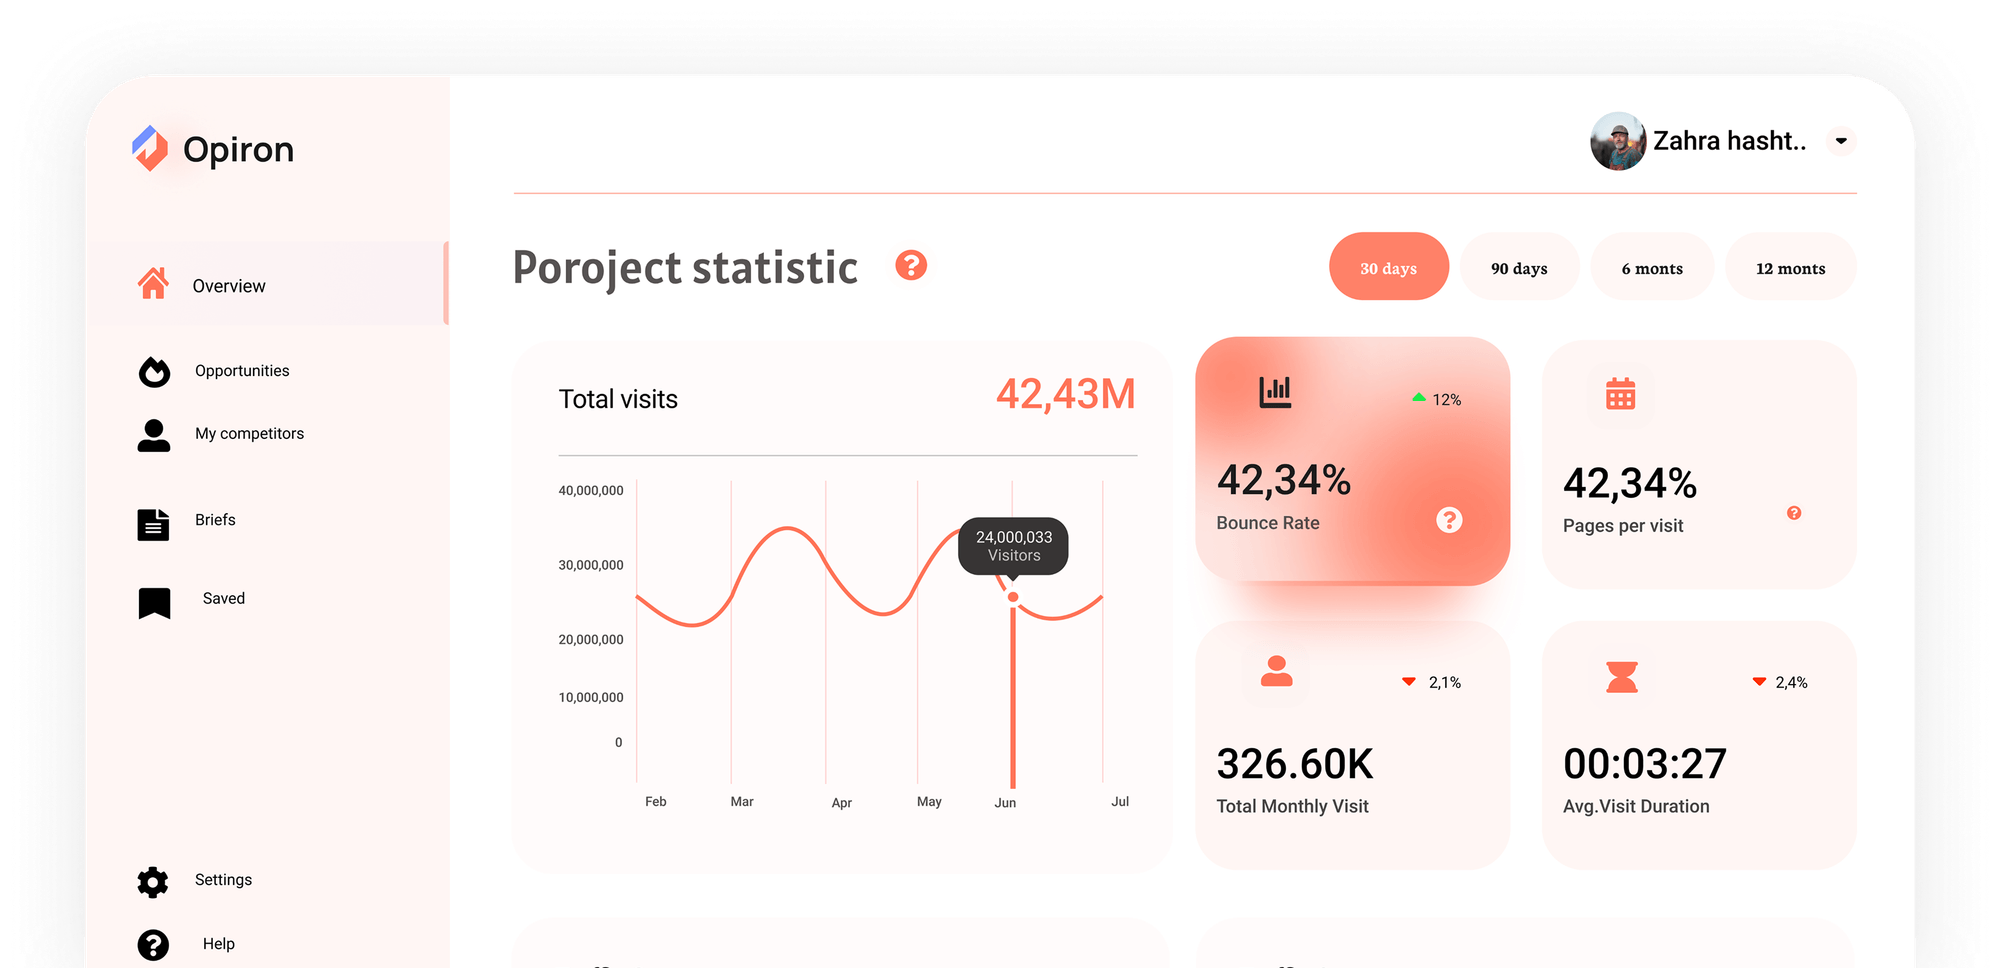 Opiron
Zahra hasht..
Overview
Opportunities
My competitors
Briefs
Saved
Settings
Help
Poroject statistic
30 days
90 days
6 monts
12 monts
Total visits
42,43M
40,000,000
30,000,000
20,000,000
10,000,000
0
24,000,033
Visitors
Feb
Mar
Apr
May
Jun
Jul
12%
42,34%
Bounce Rate
42,34%
Pages per visit
2,1%
326.60K
Total Monthly Visit
2,4%
00:03:27
Avg.Visit Duration